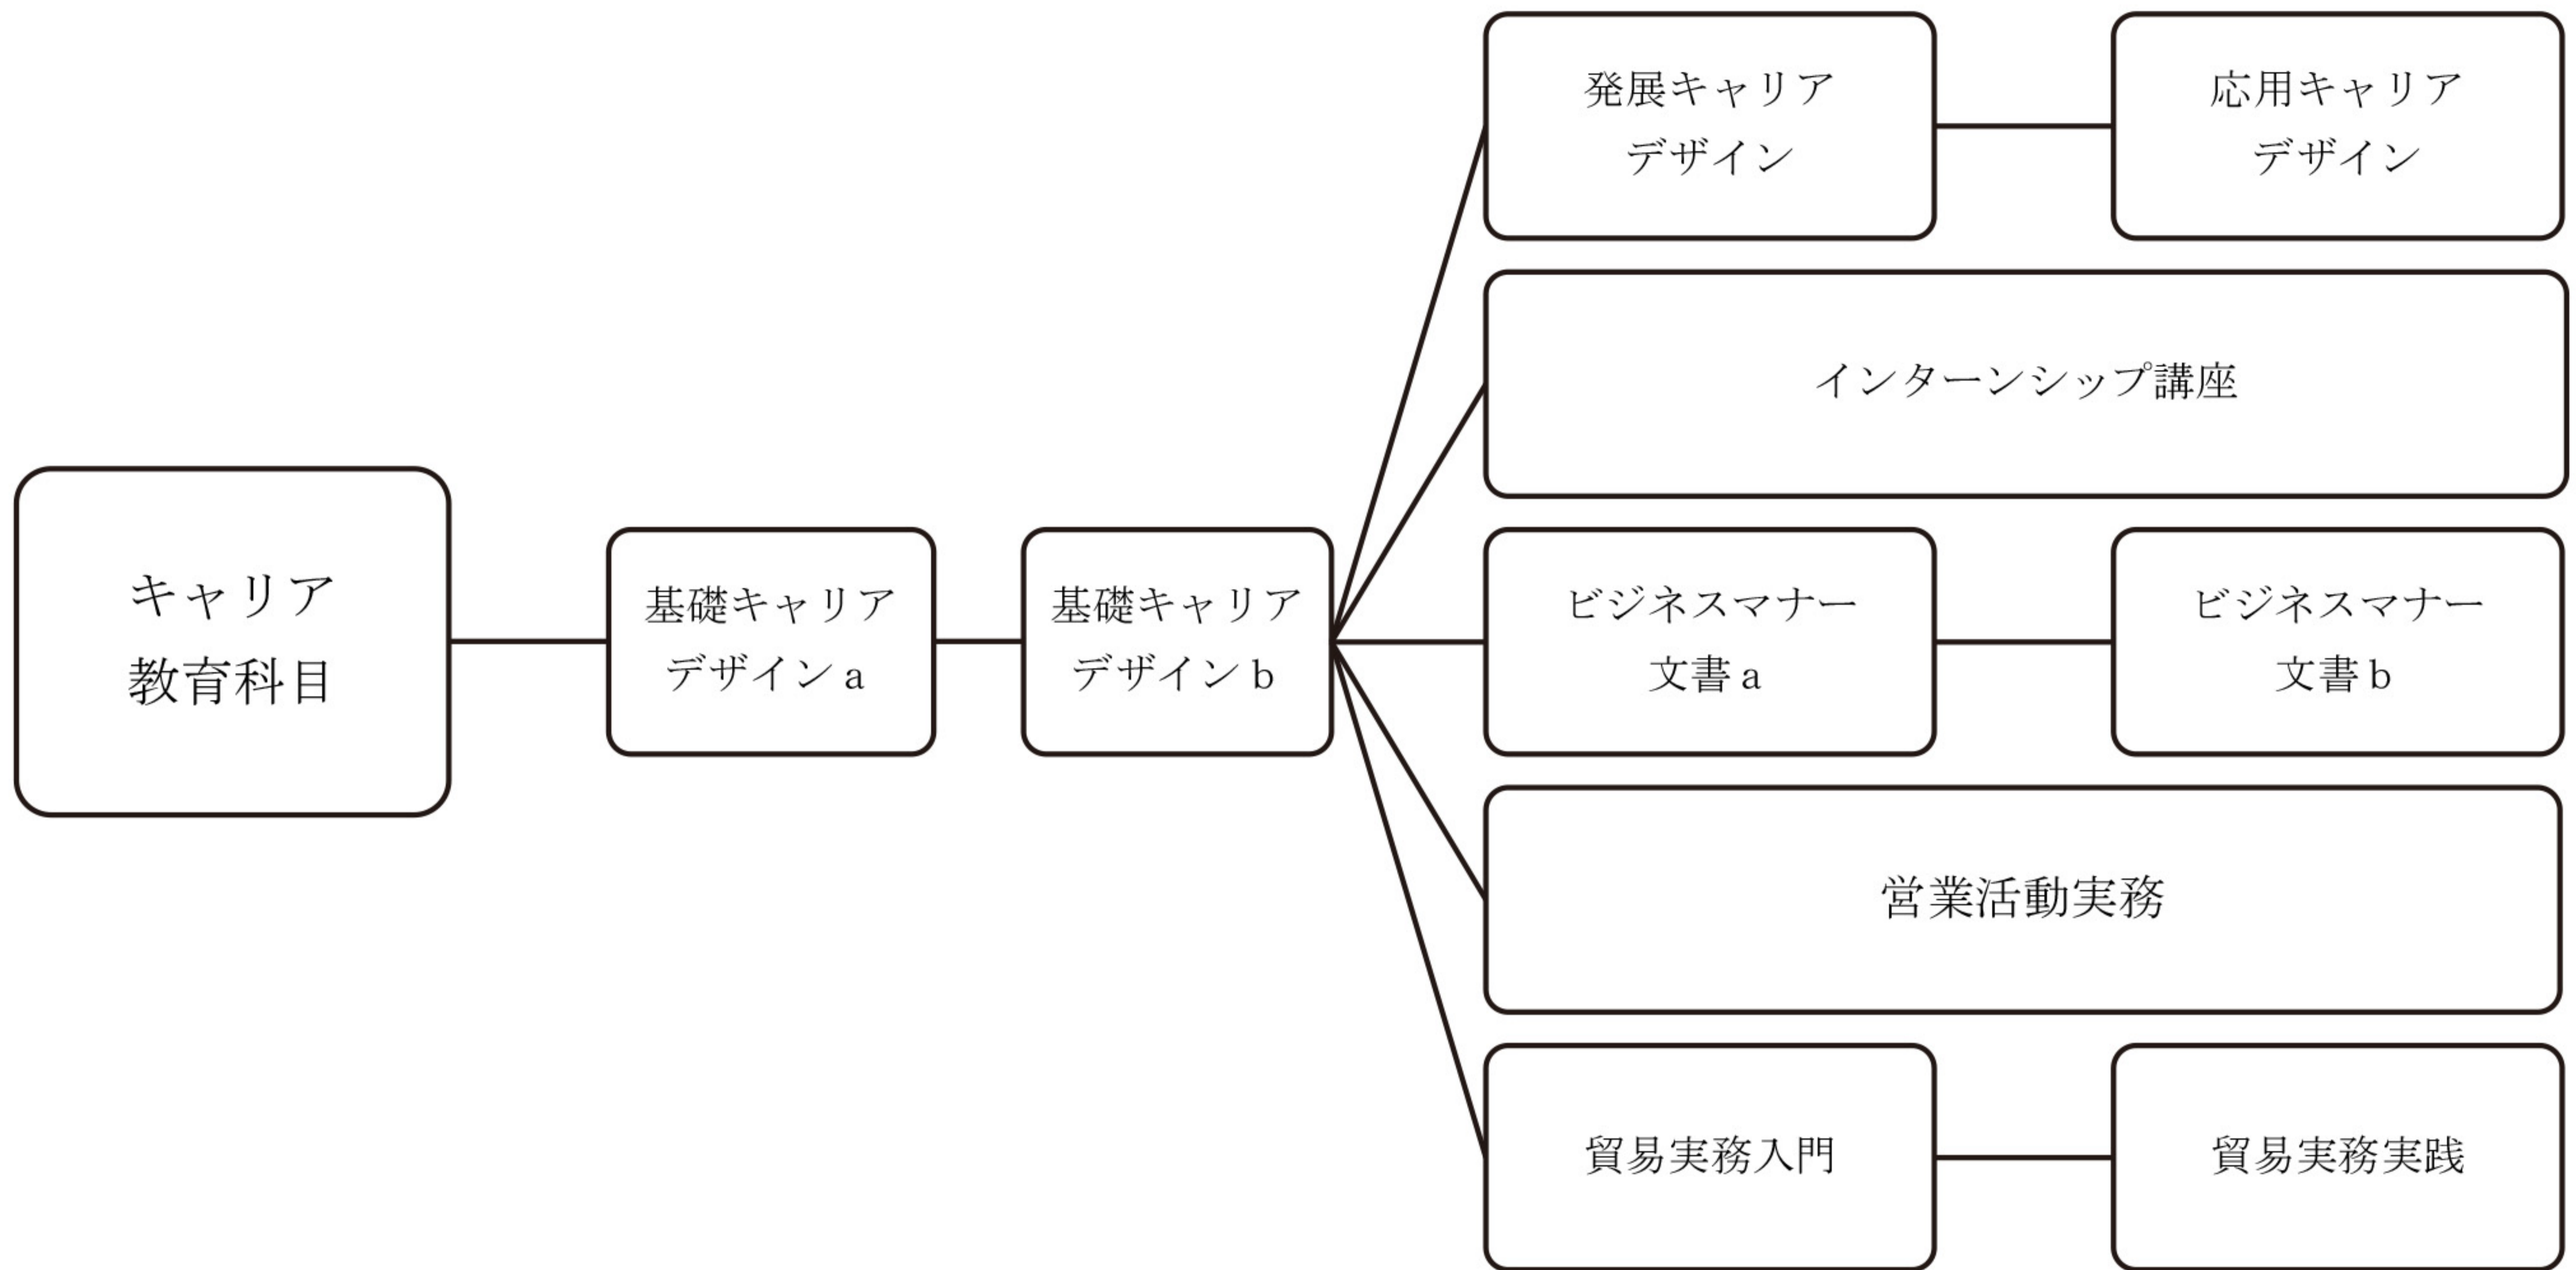 キャリア
教育科目
基礎キャリア
デザイン a
基礎キャリア
デザイン b
発展キャリア
デザイン
応用キャリア
デザイン
インターンシップ講座
ビジネスマナー
文書 a
ビジネスマナー
文書 b
営業活動実務
貿易実務入門
貿易実務実践